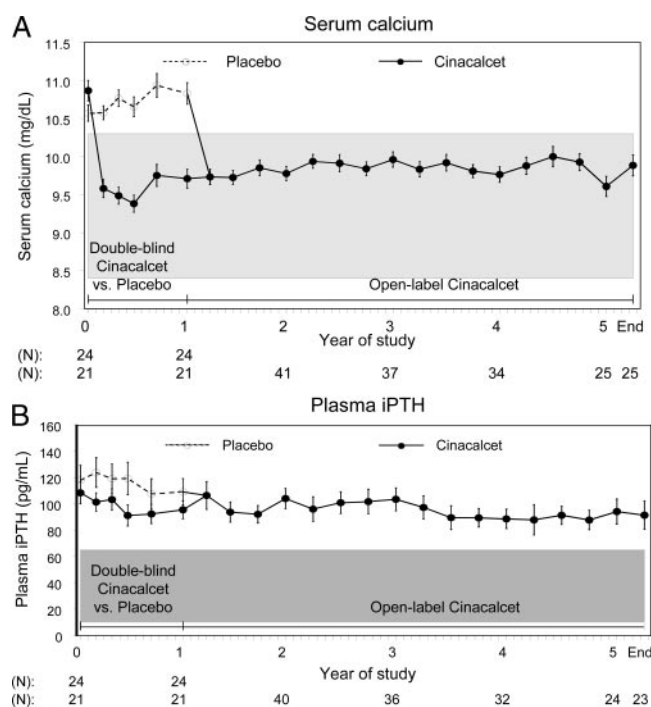 A
Serum calcium
Placebo
Cinacalcet
Serum calcium (mg/dL)
11.5
11.0
10.5
10.0
9.5
9.0
8.5
8.0
Double-blind
Cinacalcet
vs. Placebo
Open-label Cinacalcet
0 1 2 3 4 5 End
Year of study
(N): 24 24
(N): 21 21 41 37 34 25 25
B
Plasma iPTH
Placebo
Cinacalcet
Plasma iPTH (pg/mL)
160
140
120
100
80
60
40
20
0
Double-blind
Cinacalcet
vs. Placebo
Open-label Cinacalcet
0 1 2 3 4 5 End
Year of study
(N): 24 24
(N): 21 21 40 36 32 24 23